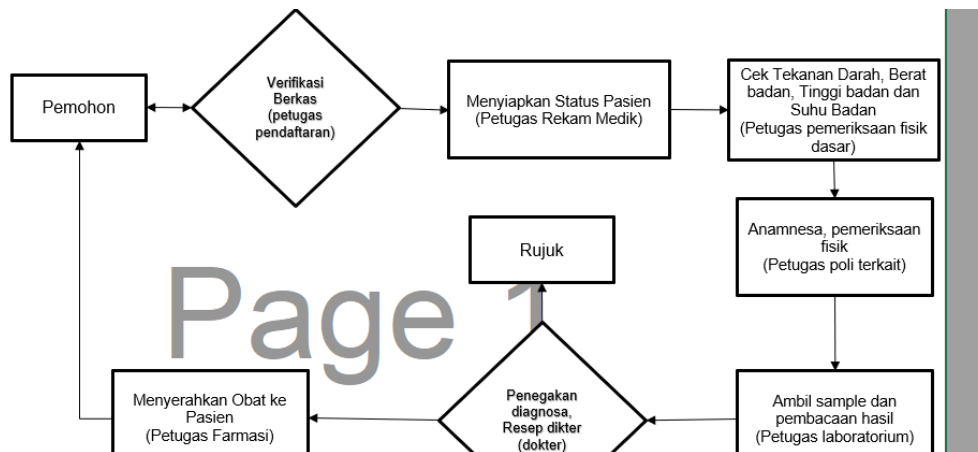 Pemohon
Verifikasi
Berkas
(petugas
pendaftaran)
Menyiapkan Status Pasien
(Petugas Rekam Medik)
Cek Tekanan Darah, Berat
badan, Tinggi badan dan
Suhu Badan
(Petugas pemeriksaan fisik
dasar)
Anamnesa, pemeriksaan
fisik
(Petugas poli terkait)
Rujuk
Page 1
Menyerahkan Obat ke
Pasien
(Petugas Farmasi)
Penegakan
diagnosa,
Resep dikter
(dokter)
Ambil sample dan
pembacaan hasil
(Petugas laboratorium)